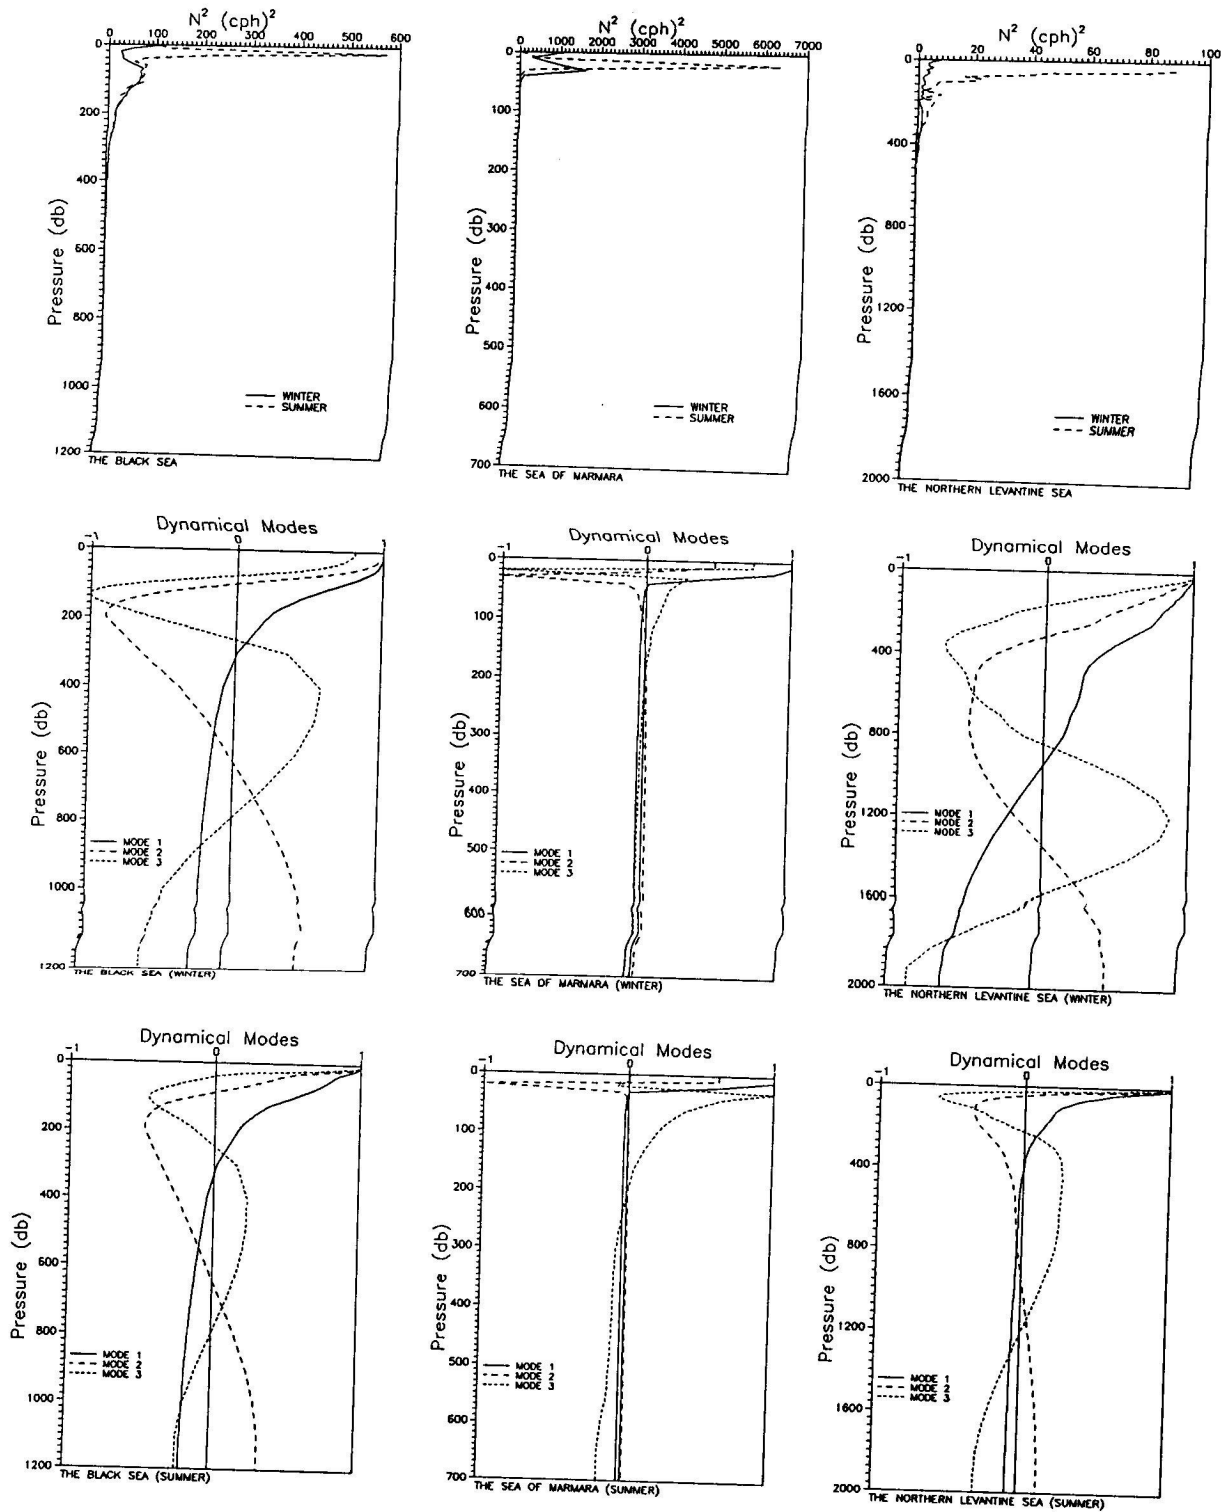 N² (cph)²
0 100 200 300 400 500 600
0
200
400
600
800
1000
1200
Pressure (db)
WINTER
SUMMER
THE BLACK SEA
N² (cph)²
0 1000 2000 3000 4000 5000 6000 7000
0
100
200
300
400
500
600
700
Pressure (db)
WINTER
SUMMER
THE SEA OF MARMARA
N² (cph)²
0 20 40 60 80 100
0
400
800
1200
1600
2000
Pressure (db)
WINTER
SUMMER
THE NORTHERN LEVANTINE SEA
Dynamical Modes
-1 0 1
0
200
400
600
800
1000
1200
Pressure (db)
MODE 1
MODE 2
MODE 3
THE BLACK SEA (WINTER)
Dynamical Modes
-1 0 1
0
100
200
300
400
500
600
700
Pressure (db)
MODE 1
MODE 2
MODE 3
THE SEA OF MARMARA (WINTER)
Dynamical Modes
-1 0 1
0
400
800
1200
1600
2000
Pressure (db)
MODE 1
MODE 2
MODE 3
THE NORTHERN LEVANTINE SEA (WINTER)
Dynamical Modes
-1 0 1
0
200
400
600
800
1000
1200
Pressure (db)
MODE 1
MODE 2
MODE 3
THE BLACK SEA (SUMMER)
Dynamical Modes
-1 0 1
0
100
200
300
400
500
600
700
Pressure (db)
MODE 1
MODE 2
MODE 3
THE SEA OF MARMARA (SUMMER)
Dynamical Modes
-1 0 1
0
400
800
1200
1600
2000
Pressure (db)
MODE 1
MODE 2
MODE 3
THE NORTHERN LEVANTINE SEA (SUMMER)